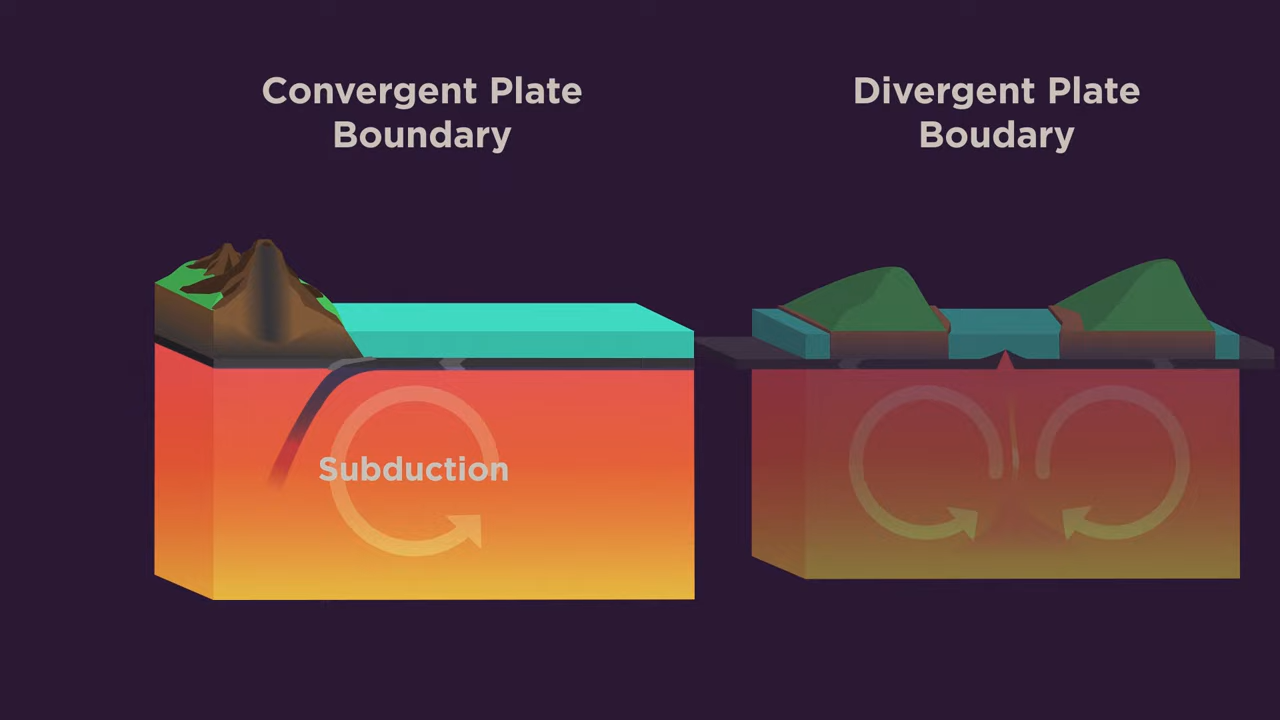 Convergent Plate
Boundary
Divergent Plate
Boudary
Subduction